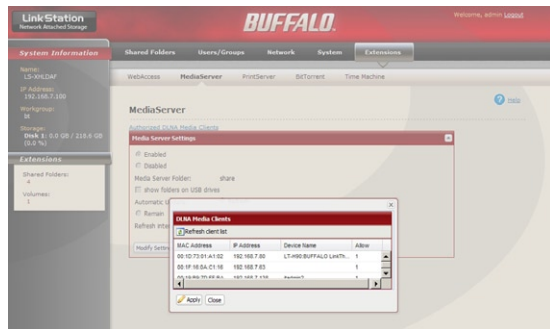 LinkStation
Network Attached Storage
BUFFALO
Welcome, admin Logout
System Information
Shared Folders
Users/Groups
Network
System
Extensions
WebAccess
MediaServer
PrintServer
BitTorrent
Time Machine
Name:
LS-XHLDAF
IP Address:
192.168.7.100
Workgroup:
bt
Storage:
Disk 1: 0.0 GB / 218.6 GB
(0.0 %)
Extensions
Shared Folders:
4
Volumes:
1
Help
MediaServer
Authorized DLNA Media Clients
Media Server Settings
Enabled
Disabled
Media Server Folder: share
show folders on USB drives
Automatic
Remain
Refresh
Modify
DLNA Media Clients
Refresh client list
MAC Address IP Address Device Name Allow
00:1D:73:01:A1:02 192.168.7.60 LT-H90:BUFFALO LinkTh... 1
00:1F:16:0A:C1:16 192.168.7.63 1
Apply Close